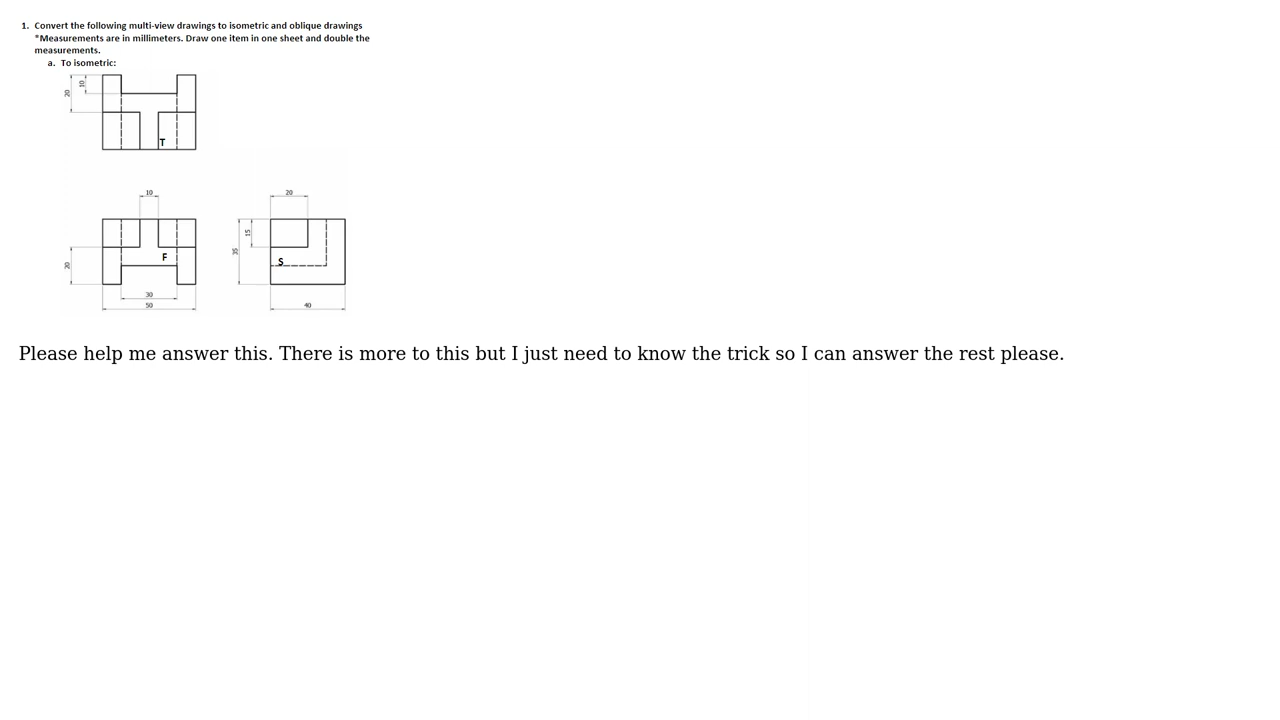 1. Convert the following multi-view drawings to isometric and oblique drawings
*Measurements are in millimeters. Draw one item in one sheet and double the
measurements.
a. To isometric:
10
20
T
10
20
15
35
F
S
20
30
50
40
Please help me answer this. There is more to this but I just need to know the trick so I can answer the rest please.